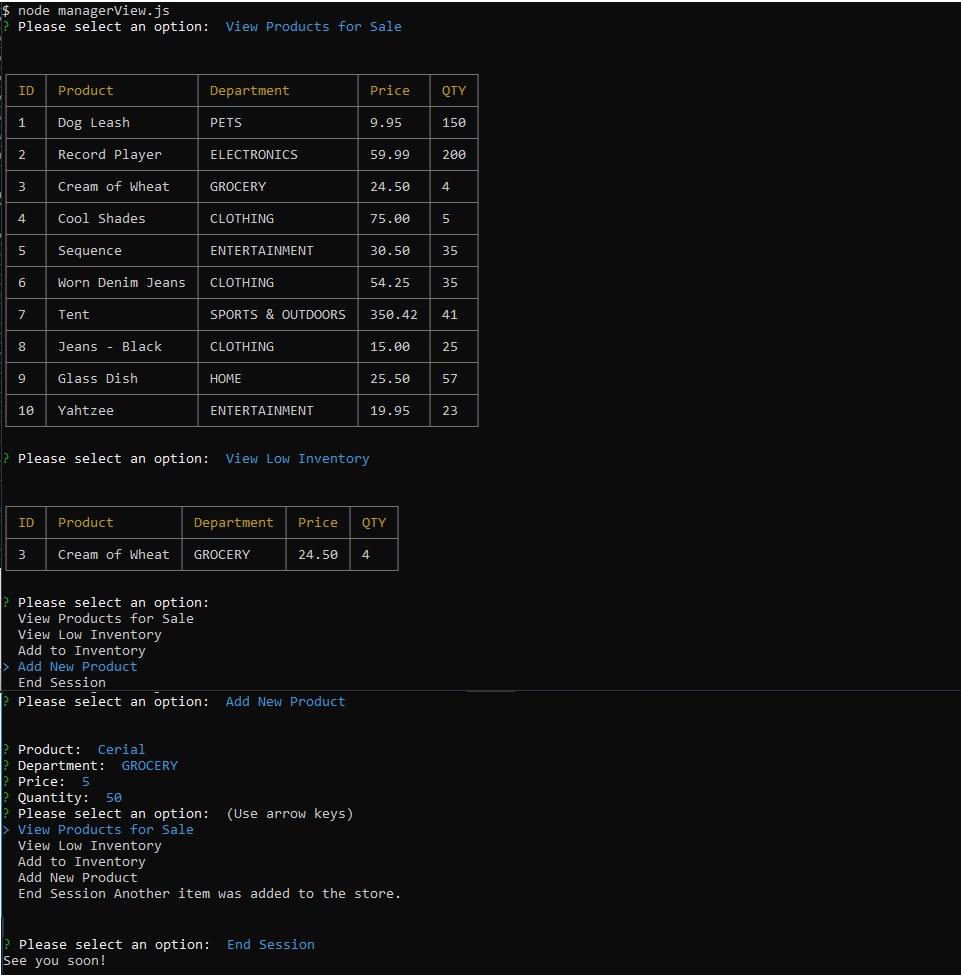 $ node managerView.js
? Please select an option: View Products for Sale
ID Product Department Price QTY
1 Dog Leash PETS 9.95 150
2 Record Player ELECTRONICS 59.99 200
3 Cream of Wheat GROCERY 24.50 4
4 Cool Shades CLOTHING 75.00 5
5 Sequence ENTERTAINMENT 30.50 35
6 Worn Denim Jeans CLOTHING 54.25 35
7 Tent SPORTS & OUTDOORS 350.42 41
8 Jeans - Black CLOTHING 15.00 25
9 Glass Dish HOME 25.50 57
10 Yahtzee ENTERTAINMENT 19.95 23
? Please select an option: View Low Inventory
ID Product Department Price QTY
3 Cream of Wheat GROCERY 24.50 4
? Please select an option:
View Products for Sale
View Low Inventory
Add to Inventory
> Add New Product
End Session
? Please select an option: Add New Product
? Product: Cerial
? Department: GROCERY
? Price: 5
? Quantity: 50
? Please select an option: (Use arrow keys)
> View Products for Sale
View Low Inventory
Add to Inventory
Add New Product
End Session Another item was added to the store.
? Please select an option: End Session
See you soon!